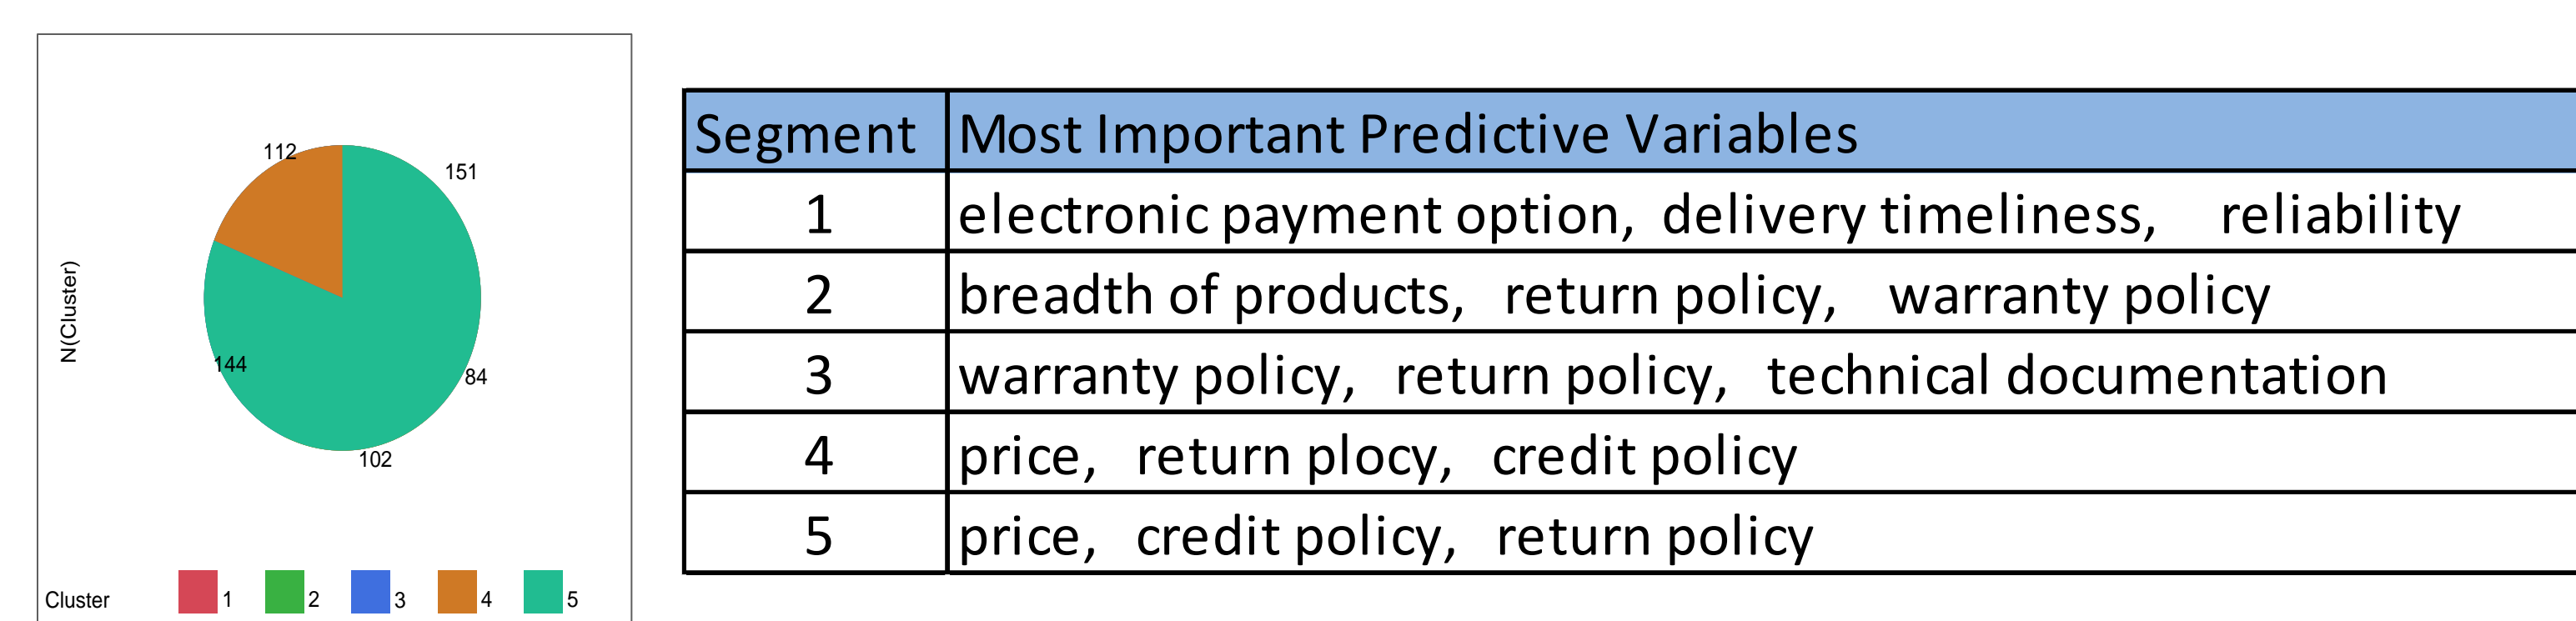 112
151
144
84
102
N(Cluster)
Cluster 1 2 3 4 5
Segment Most Important Predictive Variables
1 electronic payment option, delivery timeliness, reliability
2 breadth of products, return policy, warranty policy
3 warranty policy, return policy, technical documentation
4 price, return plocy, credit policy
5 price, credit policy, return policy